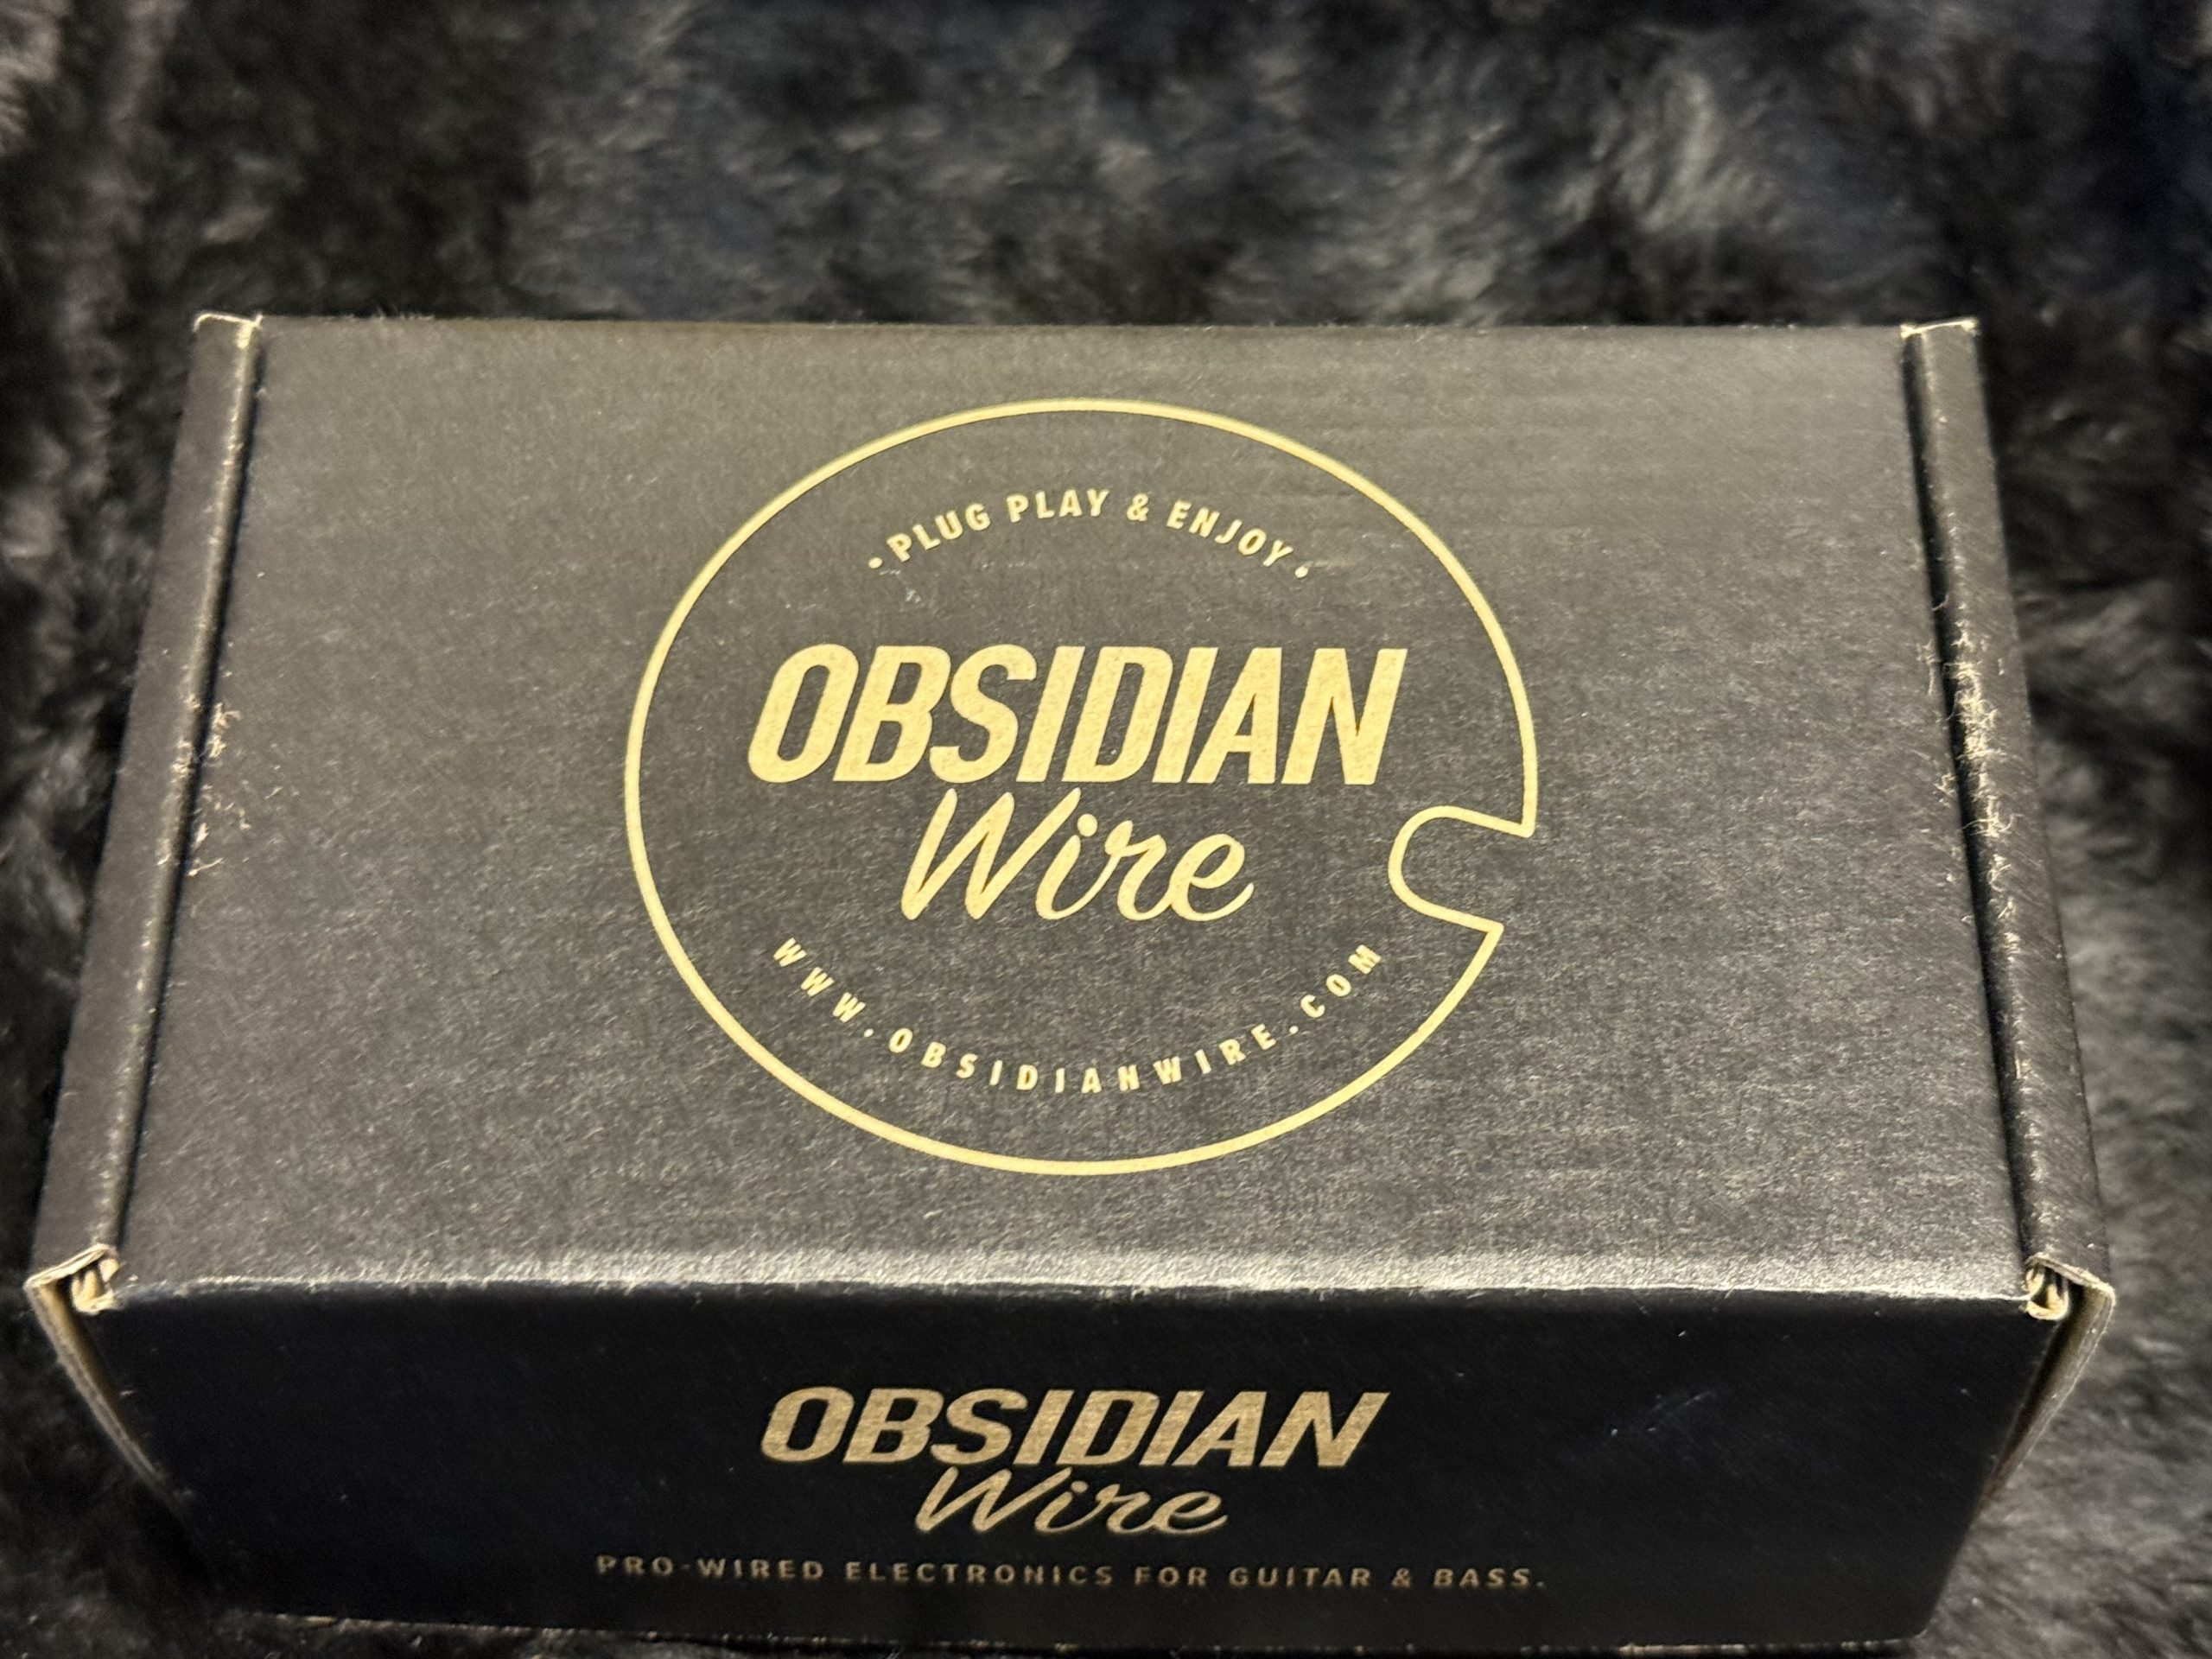 · PLUG PLAY & ENJOY ·
OBSIDIAN
Wire
WWW.OBSIDIANWIRE.COM
OBSIDIAN
Wire
PRO-WIRED ELECTRONICS FOR GUITAR & BASS.